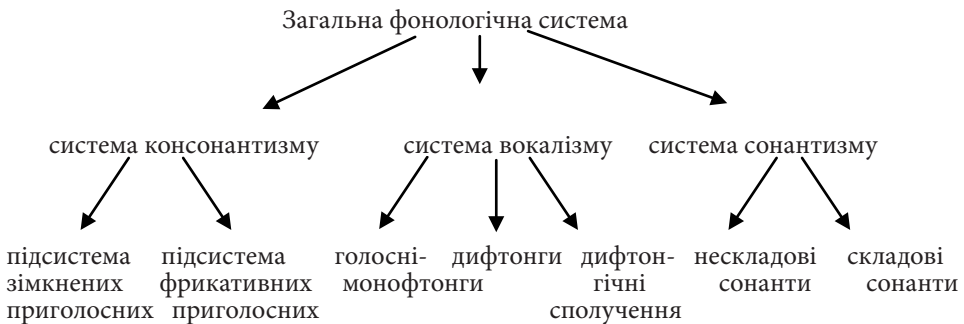 Загальна фонологічна система
система консонантизму система вокалізму система сонантизму
підсистема підсистема голосні- дифтонги дифтон- нескладові складові
зімкнених фрикативних монофтонги гічні сонанти сонанти
приголосних приголосних сполучення